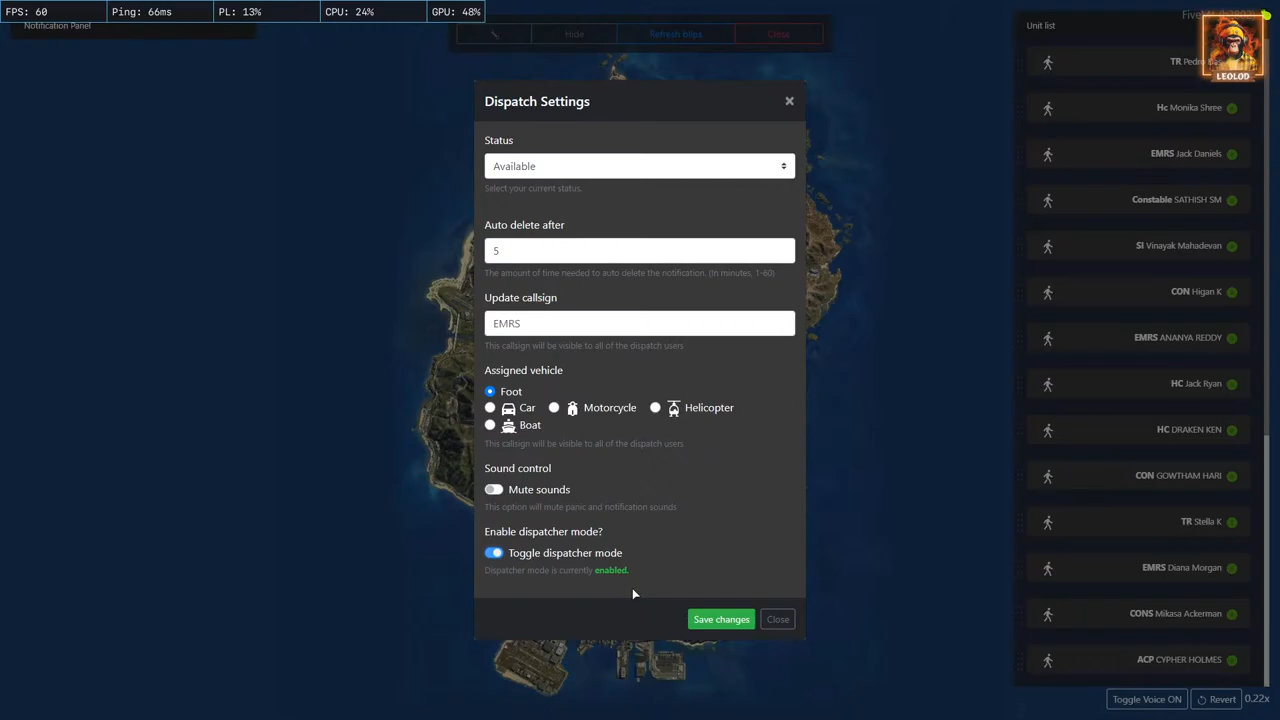 FPS: 60
Ping: 66ms
PL: 13%
CPU: 24%
GPU: 48%
Notification Panel
Hide
Refresh blips
Close
Unit list
LEOLOD
TR Pedro
Hc Monika Shree
EMRS Jack Daniels
Constable SATHISH SM
SI Vinayak Mahadevan
CON Higan K
EMRS ANANYA REDDY
HC Jack Ryan
HC DRAKEN KEN
CON GOWTHAM HARI
TR Stella K
EMRS Diana Morgan
CONS Mikasa Ackerman
ACP CYPHER HOLMES
Toggle Voice ON
Revert
0.22x
Dispatch Settings
×
Status
Available
Select your current status.
Auto delete after
5
The amount of time needed to auto delete the notification. (In minutes, 1-60)
Update callsign
EMRS
This callsign will be visible to all of the dispatch users
Assigned vehicle
Foot
Car
Motorcycle
Helicopter
Boat
This callsign will be visible to all of the dispatch users
Sound control
Mute sounds
This option will mute panic and notification sounds
Enable dispatcher mode?
Toggle dispatcher mode
Dispatcher mode is currently enabled.
Save changes
Close